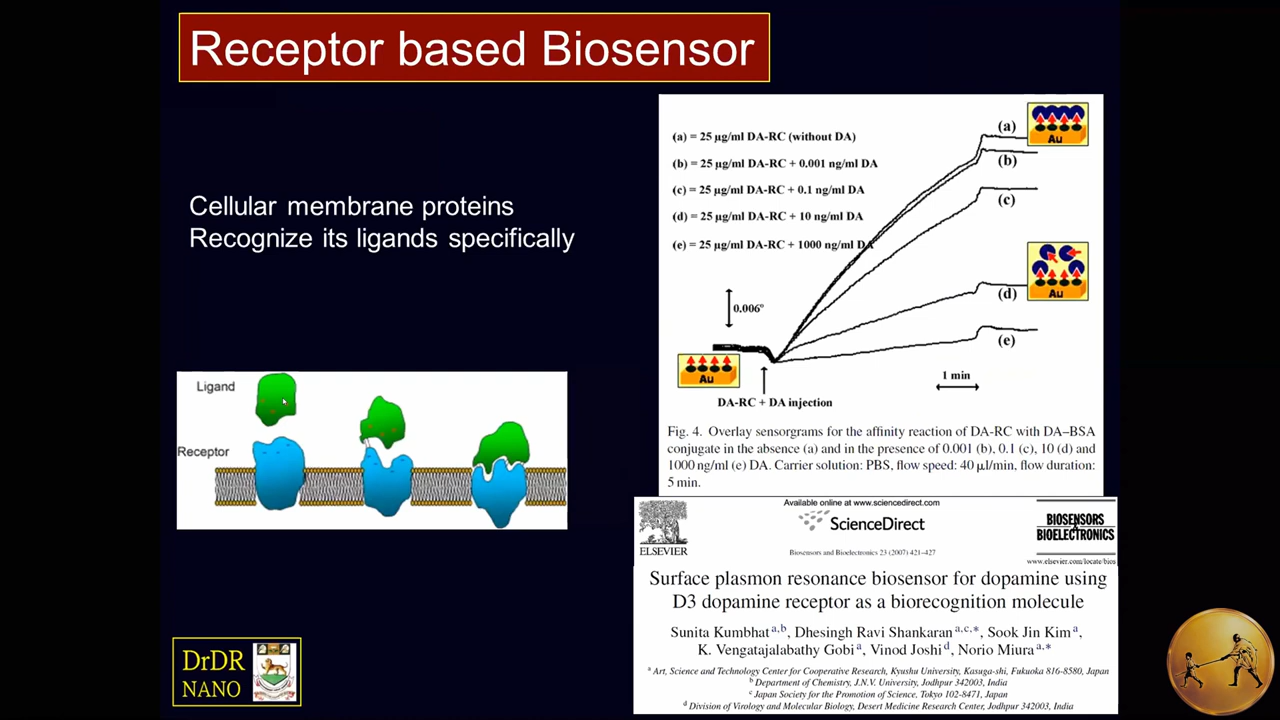 Receptor based Biosensor
Cellular membrane proteins
Recognize its ligands specifically
Ligand
Receptor
(a) = 25 µg/ml DA-RC (without DA)
(b) = 25 µg/ml DA-RC + 0.001 ng/ml DA
(c) = 25 µg/ml DA-RC + 0.1 ng/ml DA
(d) = 25 µg/ml DA-RC + 10 ng/ml DA
(e) = 25 µg/ml DA-RC + 1000 ng/ml DA
(a)
Au
(b)
(c)
Au
(d)
(e)
0.006°
Au
1 min
DA-RC + DA injection
Fig. 4. Overlay sensorgrams for the affinity reaction of DA-RC with DA–BSA
conjugate in the absence (a) and in the presence of 0.001 (b), 0.1 (c), 10 (d) and
1000 ng/ml (e) DA. Carrier solution: PBS, flow speed: 40 µl/min, flow duration:
5 min.
Available online at www.sciencedirect.com
ScienceDirect
ELSEVIER
Biosensors and Bioelectronics 23 (2007) 421–427
BIOSENSORS
&
BIOELECTRONICS
www.elsevier.com/locate/bios
Surface plasmon resonance biosensor for dopamine using
D3 dopamine receptor as a biorecognition molecule
Sunita Kumbhat a,b, Dhesingh Ravi Shankaran a,c,*, Sook Jin Kim a,
K. Vengatajalabathy Gobi a, Vinod Joshi d, Norio Miura a,*
a Art, Science and Technology Center for Cooperative Research, Kyushu University, Kasuga-shi, Fukuoka 816-8580, Japan
b Department of Chemistry, J.N.V. University, Jodhpur 342003, India
c Japan Society for the Promotion of Science, Tokyo 102-8471, Japan
d Division of Virology and Molecular Biology, Desert Medicine Research Center, Jodhpur 342003, India
DrDR
NANO